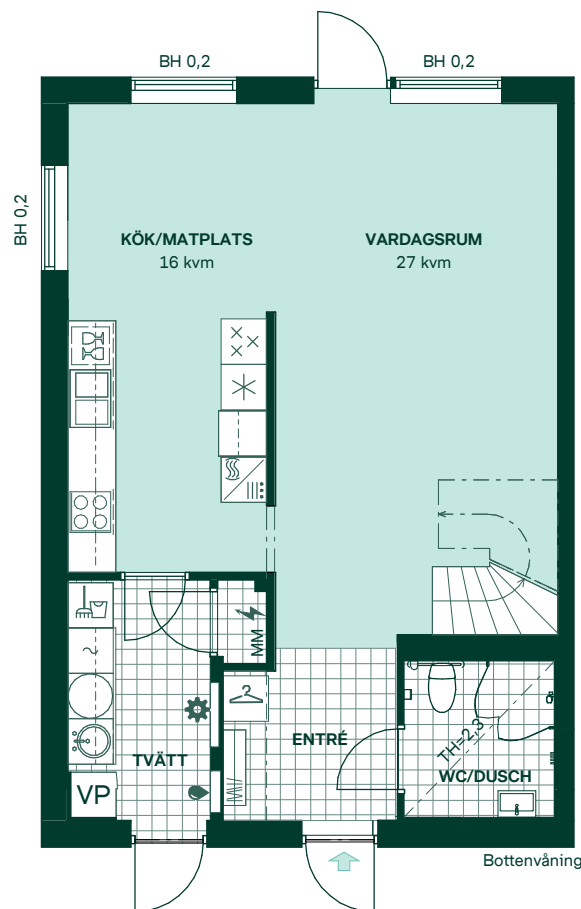 BH 0,2
BH 0,2
BH 0,2
KÖK/MATPLATS
16 kvm
VARDAGSRUM
27 kvm
MM
ENTRÉ
TVÄTT
TH=2,3
WC/DUSCH
VP
Bottenvåning